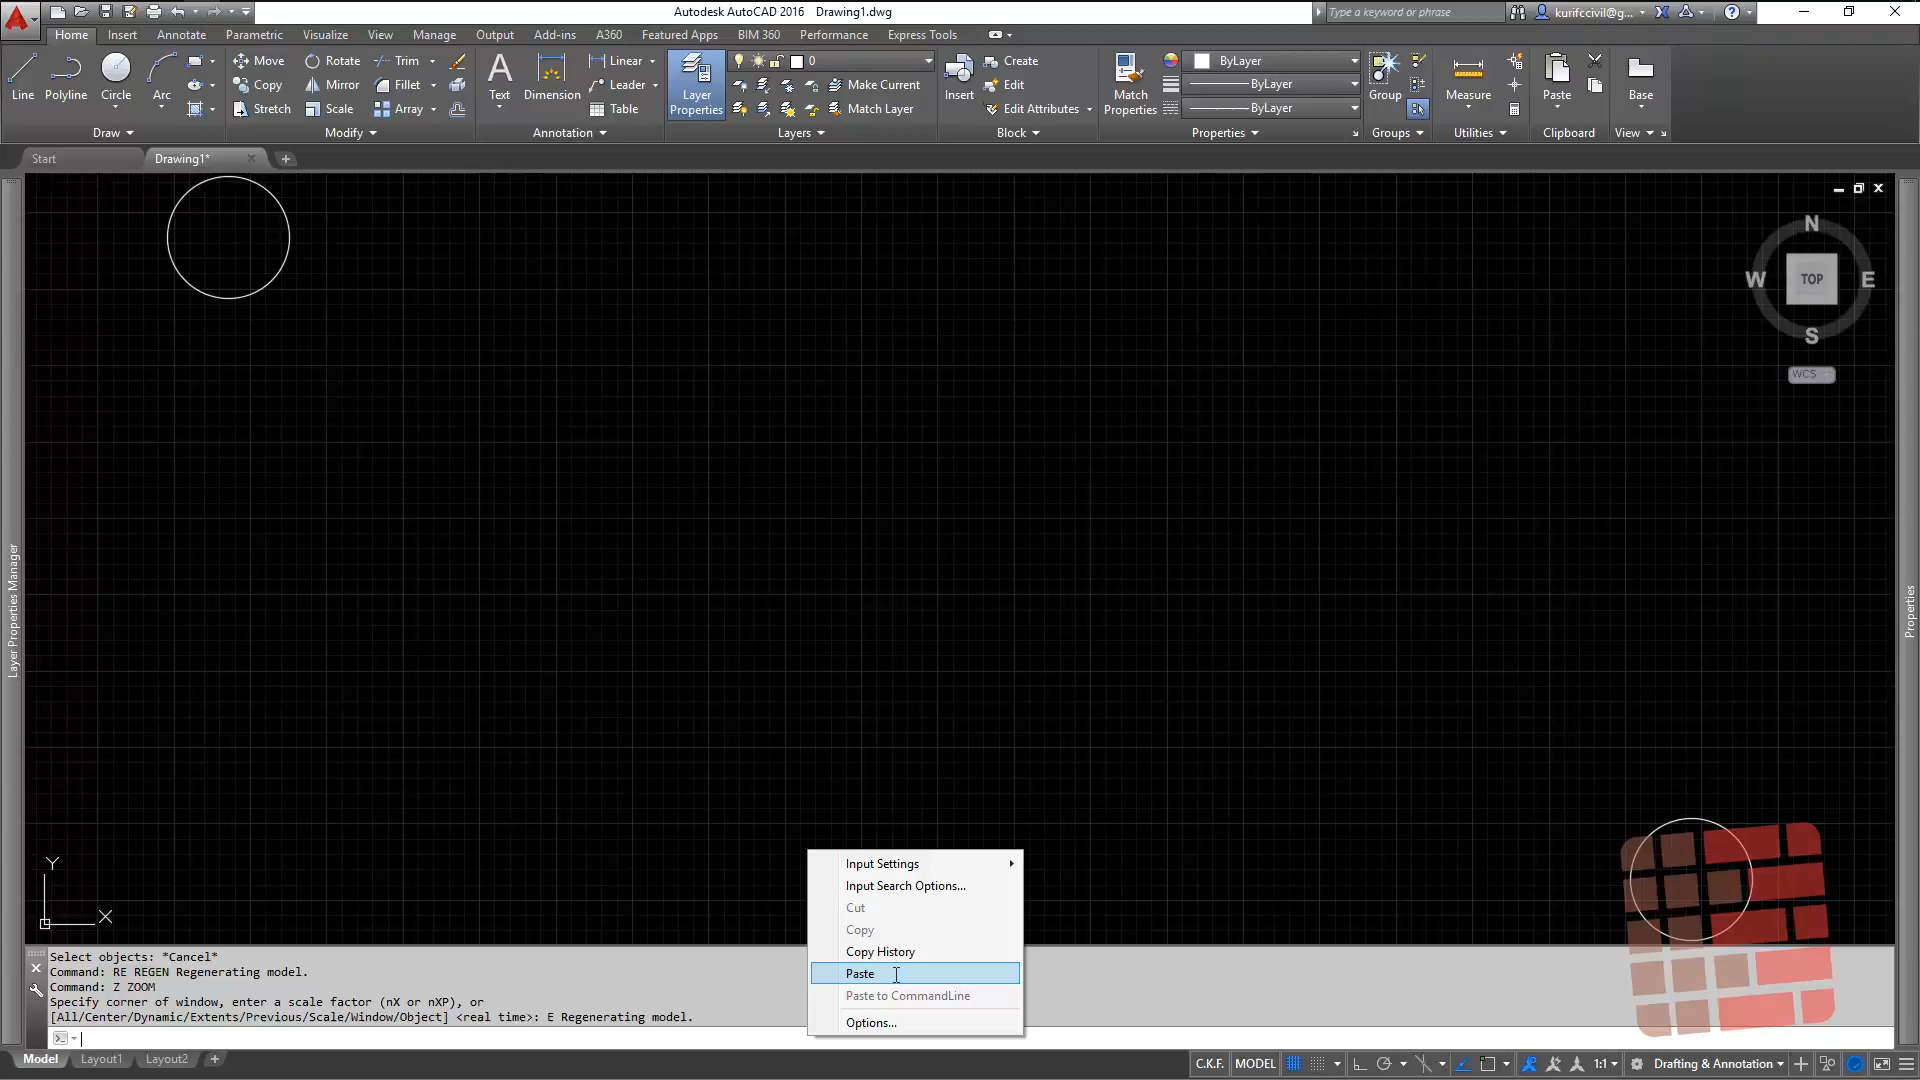 Autodesk AutoCAD 2016 Drawing1.dwg
Type a keyword or phrase
kurifccivil@g...
Home Insert Annotate Parametric Visualize View Manage Output Add-ins A360 Featured Apps BIM 360 Performance Express Tools
Line Polyline Circle Arc
Draw
Move Rotate Trim
Copy Mirror Fillet
Stretch Scale Array
Modify
Text Dimension
Linear
Leader
Table
Annotation
Layer Properties
0
Make Current
Match Layer
Layers
Insert
Create
Edit
Edit Attributes
Block
Match Properties
ByLayer
ByLayer
ByLayer
Properties
Group
Groups
Measure
Utilities
Paste
Clipboard
Base
View
Start Drawing1*
N
W TOP E
S
WCS
Layer Properties Manager
Properties
Y
X
Input Settings
Input Search Options...
Cut
Copy
Copy History
Paste
Paste to CommandLine
Options...
Select objects: *Cancel*
Command: RE REGEN Regenerating model.
Command: Z ZOOM
Specify corner of window, enter a scale factor (nX or nXP), or
[All/Center/Dynamic/Extents/Previous/Scale/Window/Object] <real time>: E Regenerating model.
Model Layout1 Layout2 +
C.K.F. MODEL 1:1 Drafting & Annotation